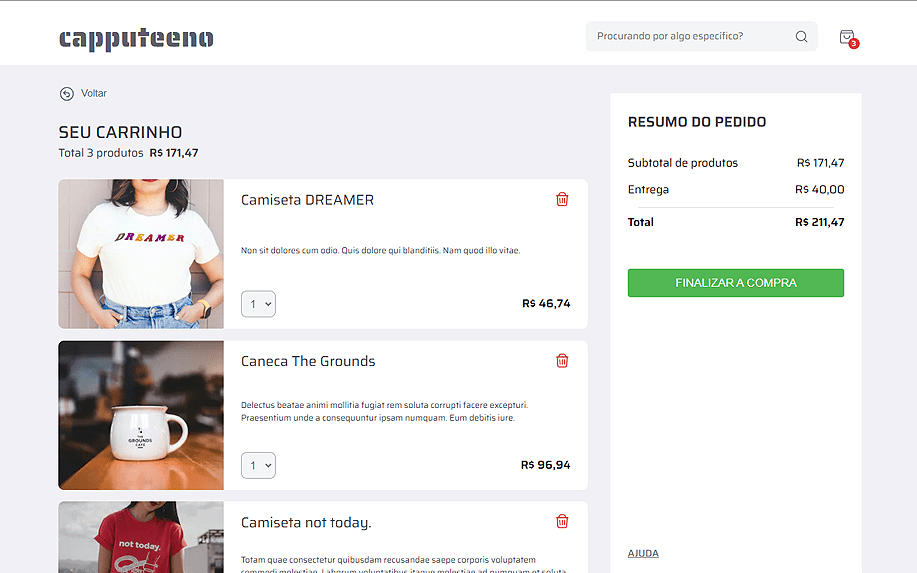 capputeeno
Procurando por algo específico?
3
Voltar
SEU CARRINHO
Total 3 produtos R$ 171,47
DREAMER
Camiseta DREAMER
Non sit dolores cum odio. Quis dolore qui blanditiis. Nam quod illo vitae.
1
R$ 46,74
THE
GROUNDS
CAFE
Caneca The Grounds
Delectus beatae animi mollitia fugiat rem soluta corrupti facere excepturi.
Praesentium unde a consequuntur ipsam numquam. Eum debitis iure.
1
R$ 96,94
not today.
Camiseta not today.
Totam quae consectetur quibusdam recusandae saepe corporis voluptatem
commodi molestiae. Laborum voluptatibus itaque molestiae ad numquam et soluta
RESUMO DO PEDIDO
Subtotal de produtos R$ 171,47
Entrega R$ 40,00
Total R$ 211,47
FINALIZAR A COMPRA
AJUDA